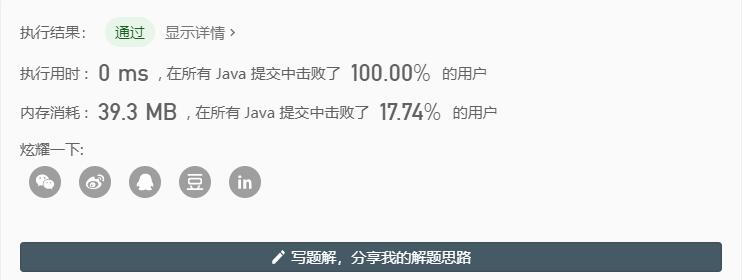 执行结果: 通过 显示详情 >
执行用时: 0 ms , 在所有 Java 提交中击败了 100.00% 的用户
内存消耗: 39.3 MB , 在所有 Java 提交中击败了 17.74% 的用户
炫耀一下:
豆 in
写题解，分享我的解题思路